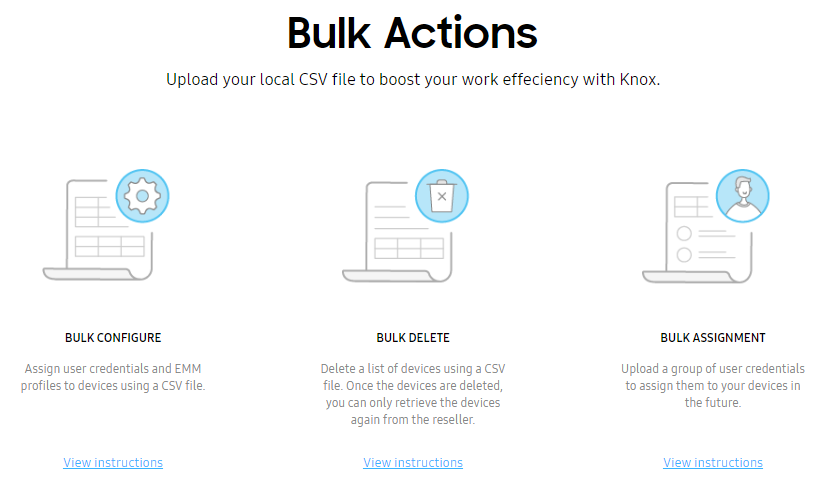 Bulk Actions
Upload your local CSV file to boost your work effeciency with Knox.
BULK CONFIGURE
Assign user credentials and EMM
profiles to devices using a CSV file.
View instructions
BULK DELETE
Delete a list of devices using a CSV
file. Once the devices are deleted,
you can only retrieve the devices
again from the reseller.
View instructions
BULK ASSIGNMENT
Upload a group of user credentials
to assign them to your devices in
the future.
View instructions